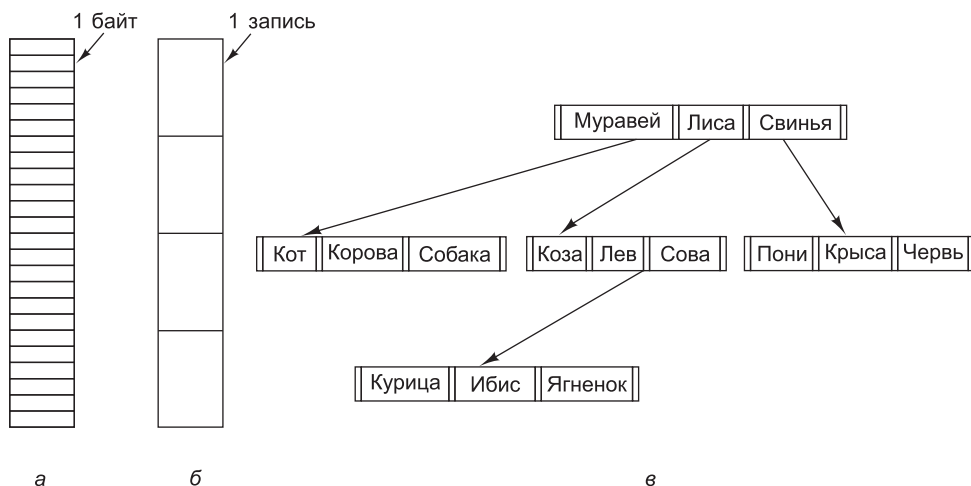 1 байт
1 запись
Муравей Лиса Свинья
Кот Корова Собака
Коза Лев Сова
Пони Крыса Червь
Курица Ибис Ягненок
а
б
в